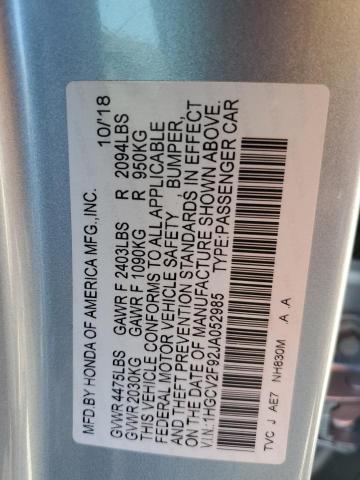 MFD.BY HONDA OF AMERICA MFG.,INC. 10/18
GVWR 4475LBS GAWR F 2403LBS R 2094LBS
GVWR 2030KG GAWR F 1090KG R 950KG
THIS VEHICLE CONFORMS TO ALL APPLICABLE
FEDERAL MOTOR VEHICLE SAFETY BUMPER,
AND THEFT PREVENTION STANDARDS IN EFFECT
ON THE DATE OF MANUFACTURE SHOWN ABOVE.
V.I.N:1HGCV2F92JA052985 TYPE:PASSENGER CAR
TVC J AE7 NH830M .A .A